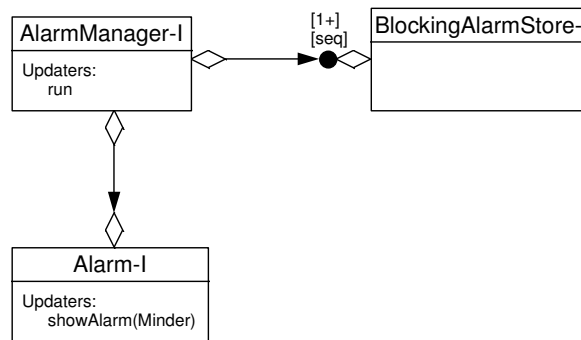 AlarmManager-I
Updaters:
run
[1+]
[seq]
BlockingAlarmStore-
Alarm-I
Updaters:
showAlarm(Minder)